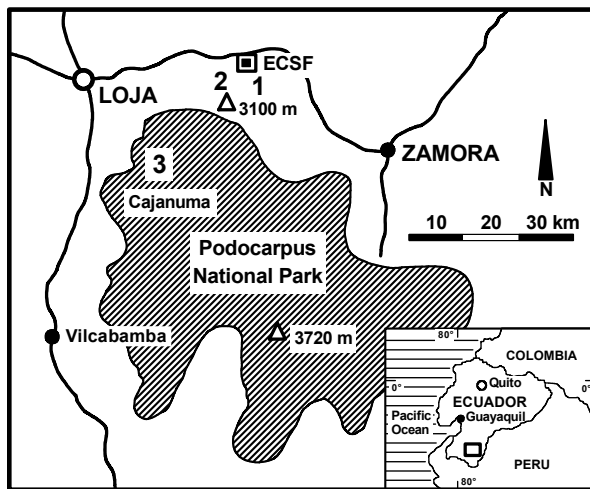 ECSF
2 1
LOJA
3100 m
ZAMORA
3
Cajanuma
N
10 20 30 km
Podocarpus
National Park
Vilcabamba
3720 m
80°
COLOMBIA
0°
Quito
0°
ECUADOR
Pacific
Ocean
Guayaquil
PERU
80°